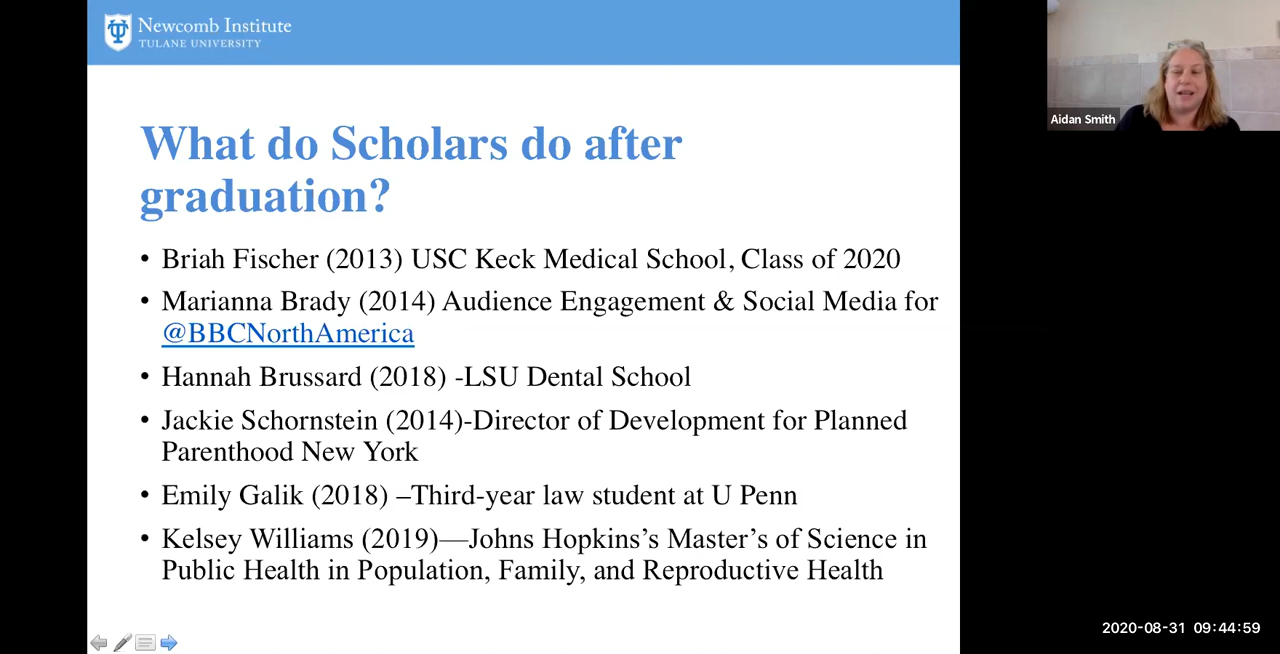 Newcomb Institute
TULANE UNIVERSITY
Aidan Smith
What do Scholars do after
graduation?
• Briah Fischer (2013) USC Keck Medical School, Class of 2020
• Marianna Brady (2014) Audience Engagement & Social Media for
@BBCNorthAmerica
• Hannah Brussard (2018) -LSU Dental School
• Jackie Schornstein (2014)-Director of Development for Planned
Parenthood New York
• Emily Galik (2018) –Third-year law student at U Penn
• Kelsey Williams (2019)—Johns Hopkins’s Master’s of Science in
Public Health in Population, Family, and Reproductive Health
2020-08-31 09:44:59